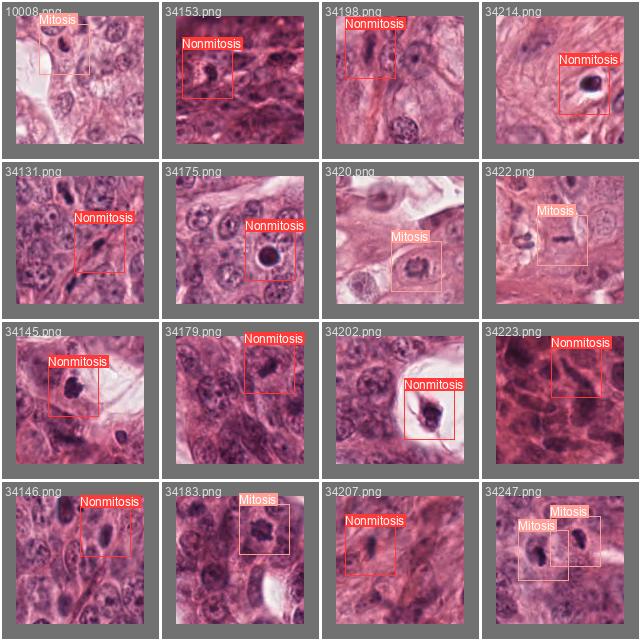 10008.png
Mitosis
34153.png
Nonmitosis
34198.png
Nonmitosis
34214.png
Nonmitosis
34131.png
Nonmitosis
34175.png
Nonmitosis
3420.png
Mitosis
3422.png
Mitosis
34145.png
Nonmitosis
34179.png
Nonmitosis
34202.png
Nonmitosis
34223.png
Nonmitosis
34146.png
Nonmitosis
34183.png
Mitosis
34207.png
Nonmitosis
34247.png
Mitosis
Mitosis